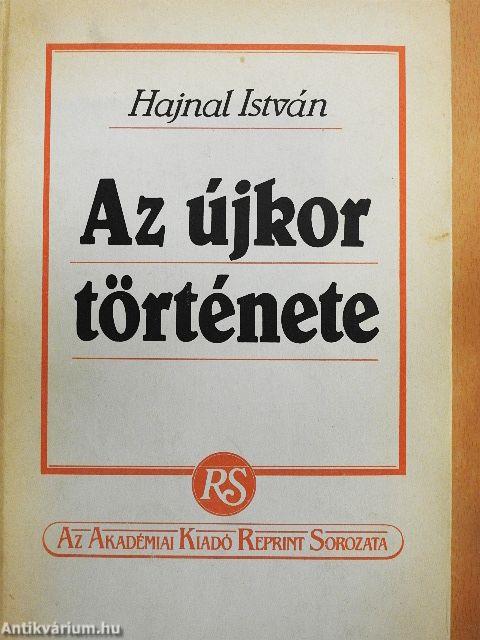 Hajnal István
Az újkor
története
RS
AZ AKADÉMIAI KIADÓ REPRINT SOROZATA
Antikvárium.hu